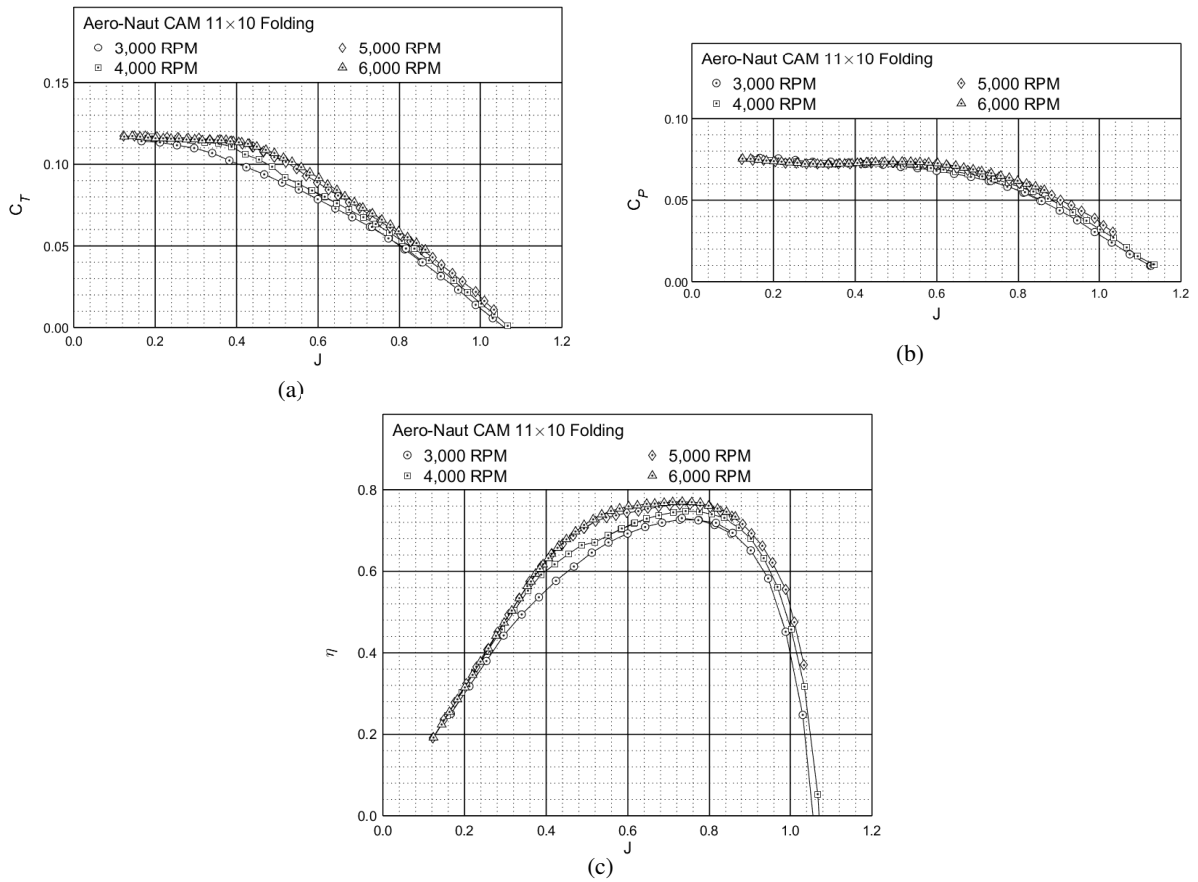 Aero-Naut CAM 11×10 Folding
3,000 RPM
5,000 RPM
4,000 RPM
6,000 RPM
0.15
0.10
0.05
0.00
C_T
0.0
0.2
0.4
0.6
0.8
1.0
1.2
J
(a)
Aero-Naut CAM 11×10 Folding
3,000 RPM
5,000 RPM
4,000 RPM
6,000 RPM
0.10
0.05
0.00
C_P
0.0
0.2
0.4
0.6
0.8
1.0
1.2
J
(b)
Aero-Naut CAM 11×10 Folding
3,000 RPM
5,000 RPM
4,000 RPM
6,000 RPM
0.8
0.6
0.4
0.2
0.0
η
0.0
0.2
0.4
0.6
0.8
1.0
1.2
J
(c)